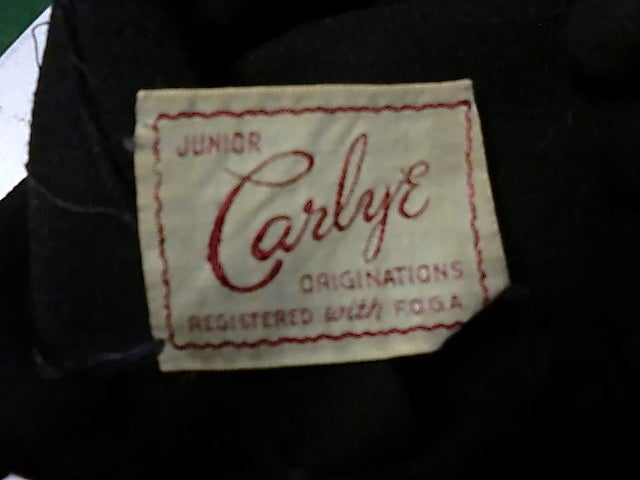 JUNIOR
Carlye
ORIGINATIONS
REGISTERED with F.O.G.A